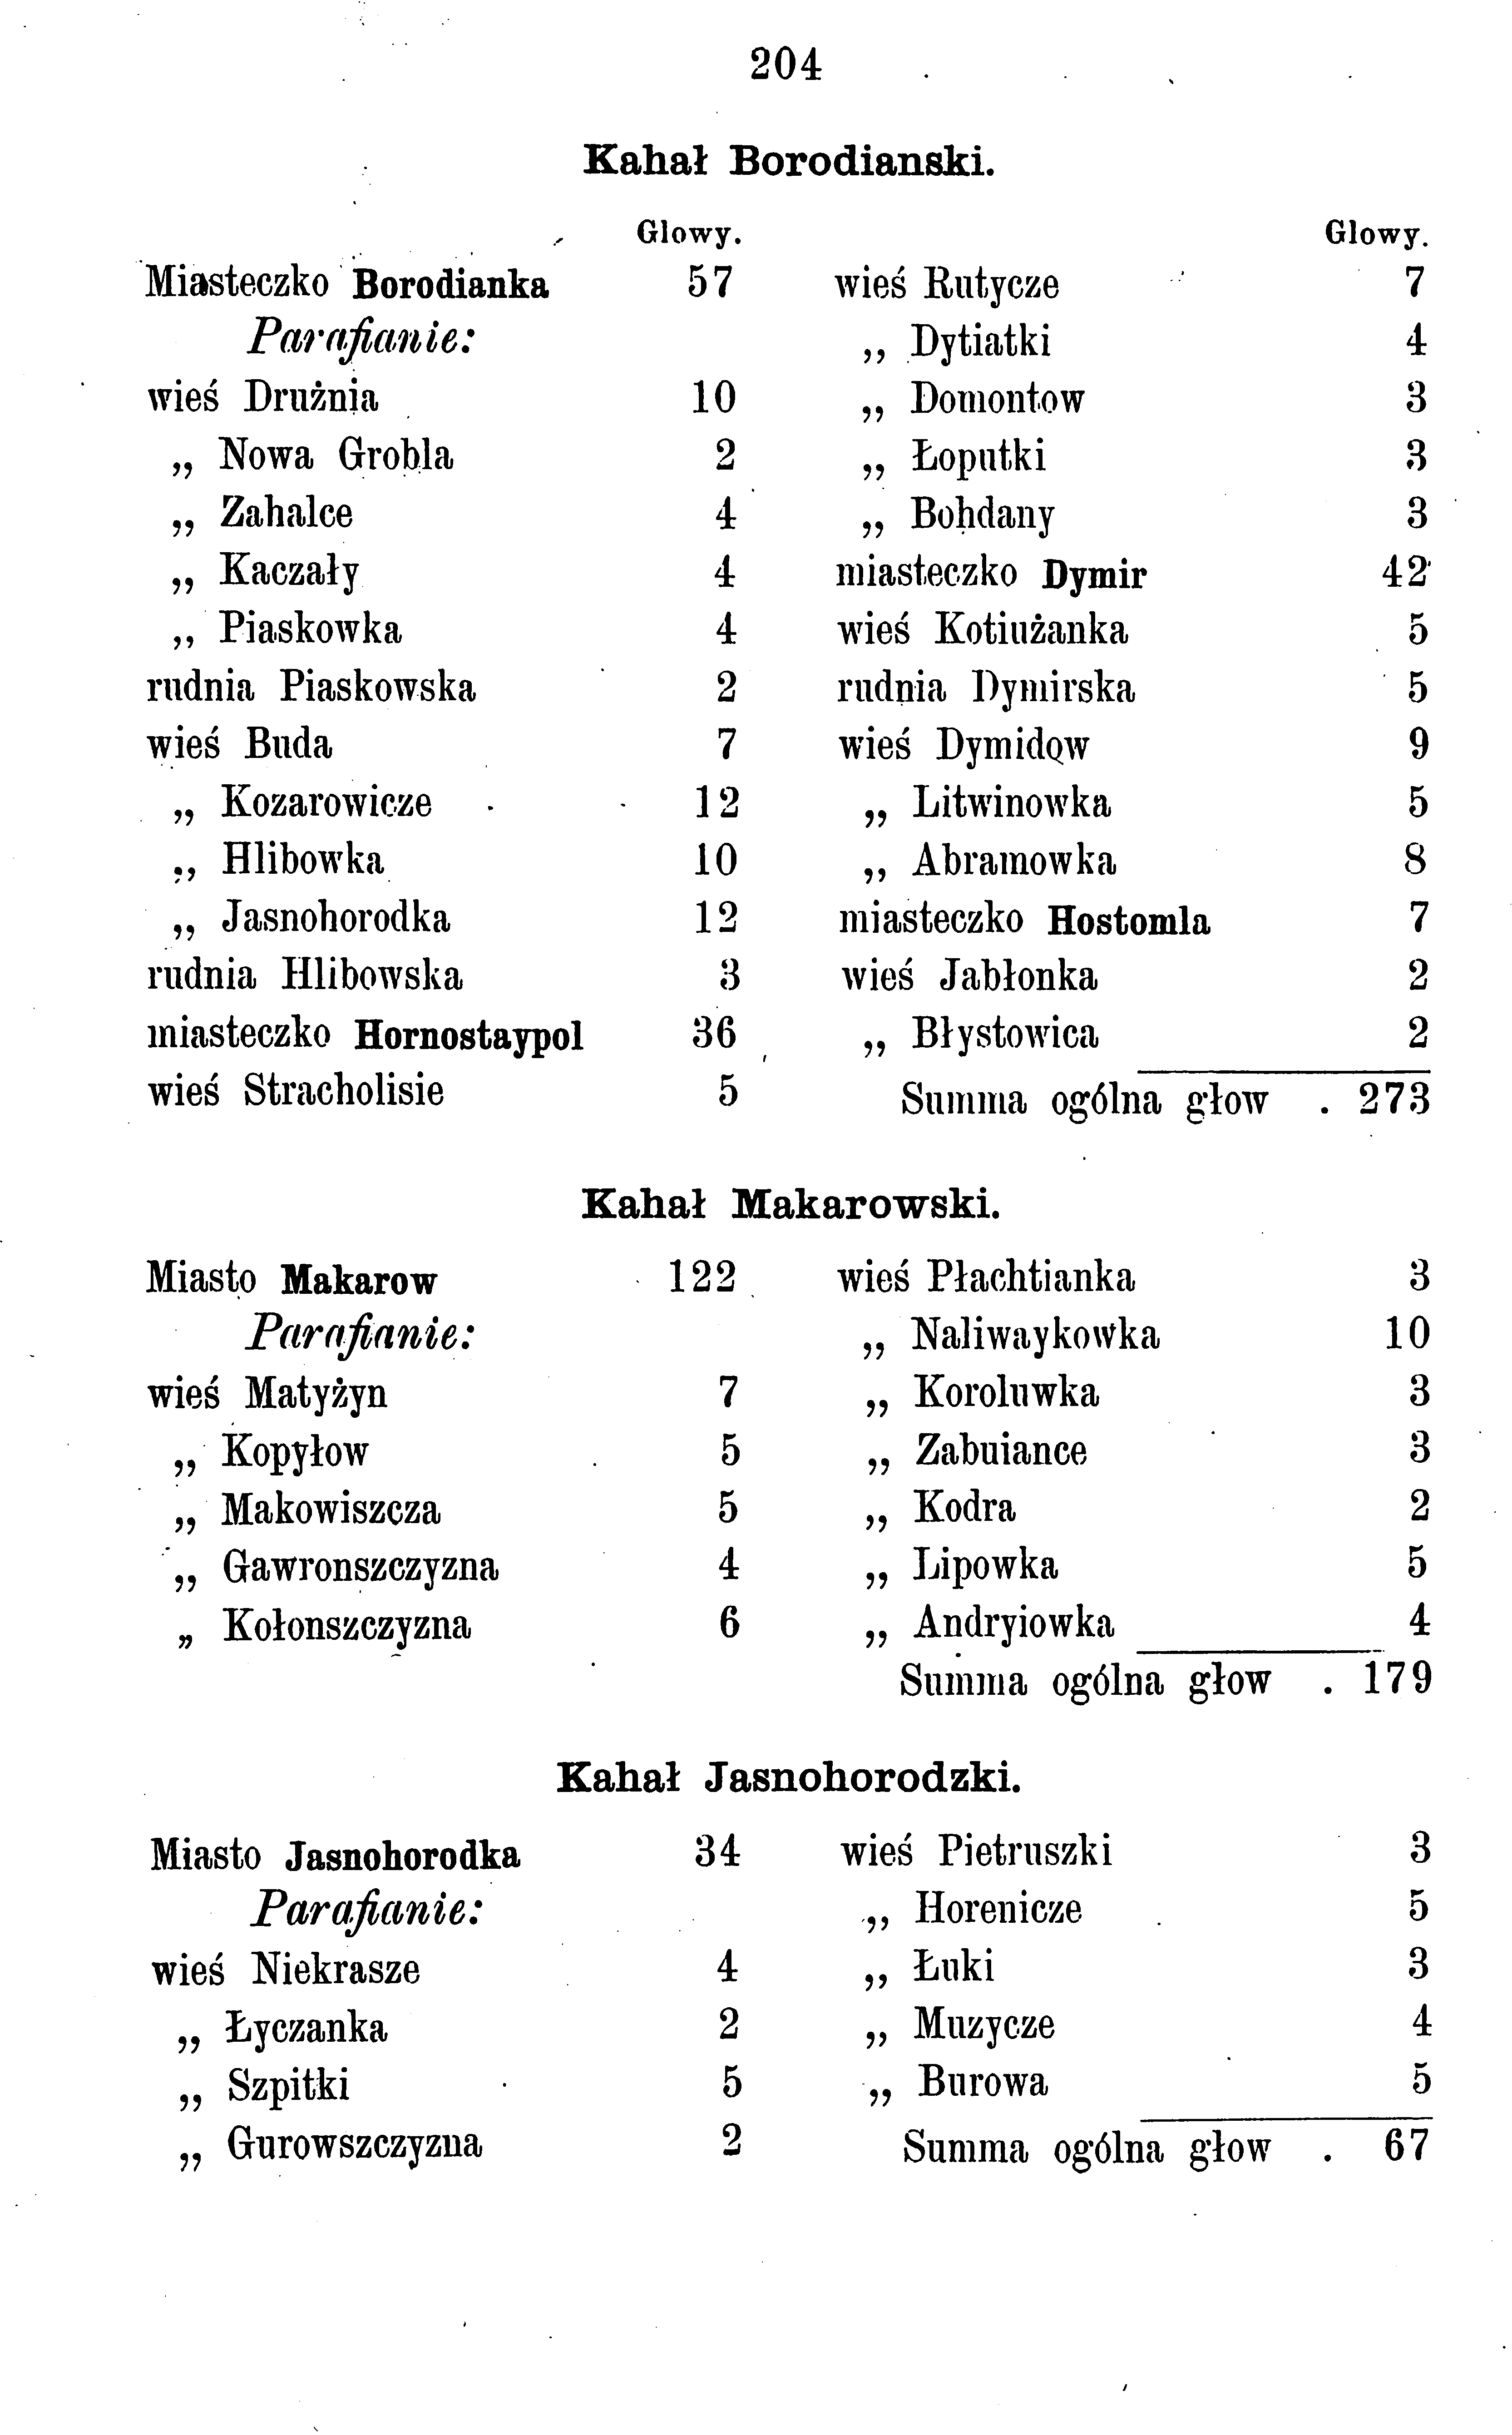 204
Kahał Borodianski.
Glowy.
Miasteczko Borodianka 57
Parafianie:
wieś Drużnia 10
„ Nowa Grobla 2
„ Zahalce 4
„ Kaczały 4
„ Piaskowka 4
rudnia Piaskowska 2
wieś Buda 7
„ Kozarowicze 12
„ Hlibowka 10
„ Jasnohorodka 12
rudnia Hlibowska 3
miasteczko Hornostaypol 36
wieś Stracholisie 5
Glowy.
wieś Rutycze 7
„ Dytiatki 4
„ Domontow 3
„ Łoputki 3
„ Bohdany 3
miasteczko Dymir 42
wieś Kotiużanka 5
rudnia Dymirska 5
wieś Dymidow 9
„ Litwinowka 5
„ Abramowka 8
miasteczko Hostomla 7
wieś Jabłonka 2
„ Błystowica 2
Summa ogólna głow . 273
Kahał Makarowski.
Miasto Makarow 122
Parafianie:
wieś Matyżyn 7
„ Kopyłow 5
„ Makowiszcza 5
„ Gawronszczyzna 4
„ Kołonszczyzna 6
wieś Płachtianka 3
„ Naliwaykowka 10
„ Koroluwka 3
„ Zabuiance 3
„ Kodra 2
„ Lipowka 5
„ Andryiowka 4
Summa ogólna głow . 179
Kahał Jasnohorodzki.
Miasto Jasnohorodka 34
Parafianie:
wieś Niekrasze 4
„ Łyczanka 2
„ Szpitki 5
„ Gurowszczyzna 2
wieś Pietruszki 3
„ Horenicze 5
„ Łuki 3
„ Muzycze 4
„ Burowa 5
Summa ogólna głow . 67